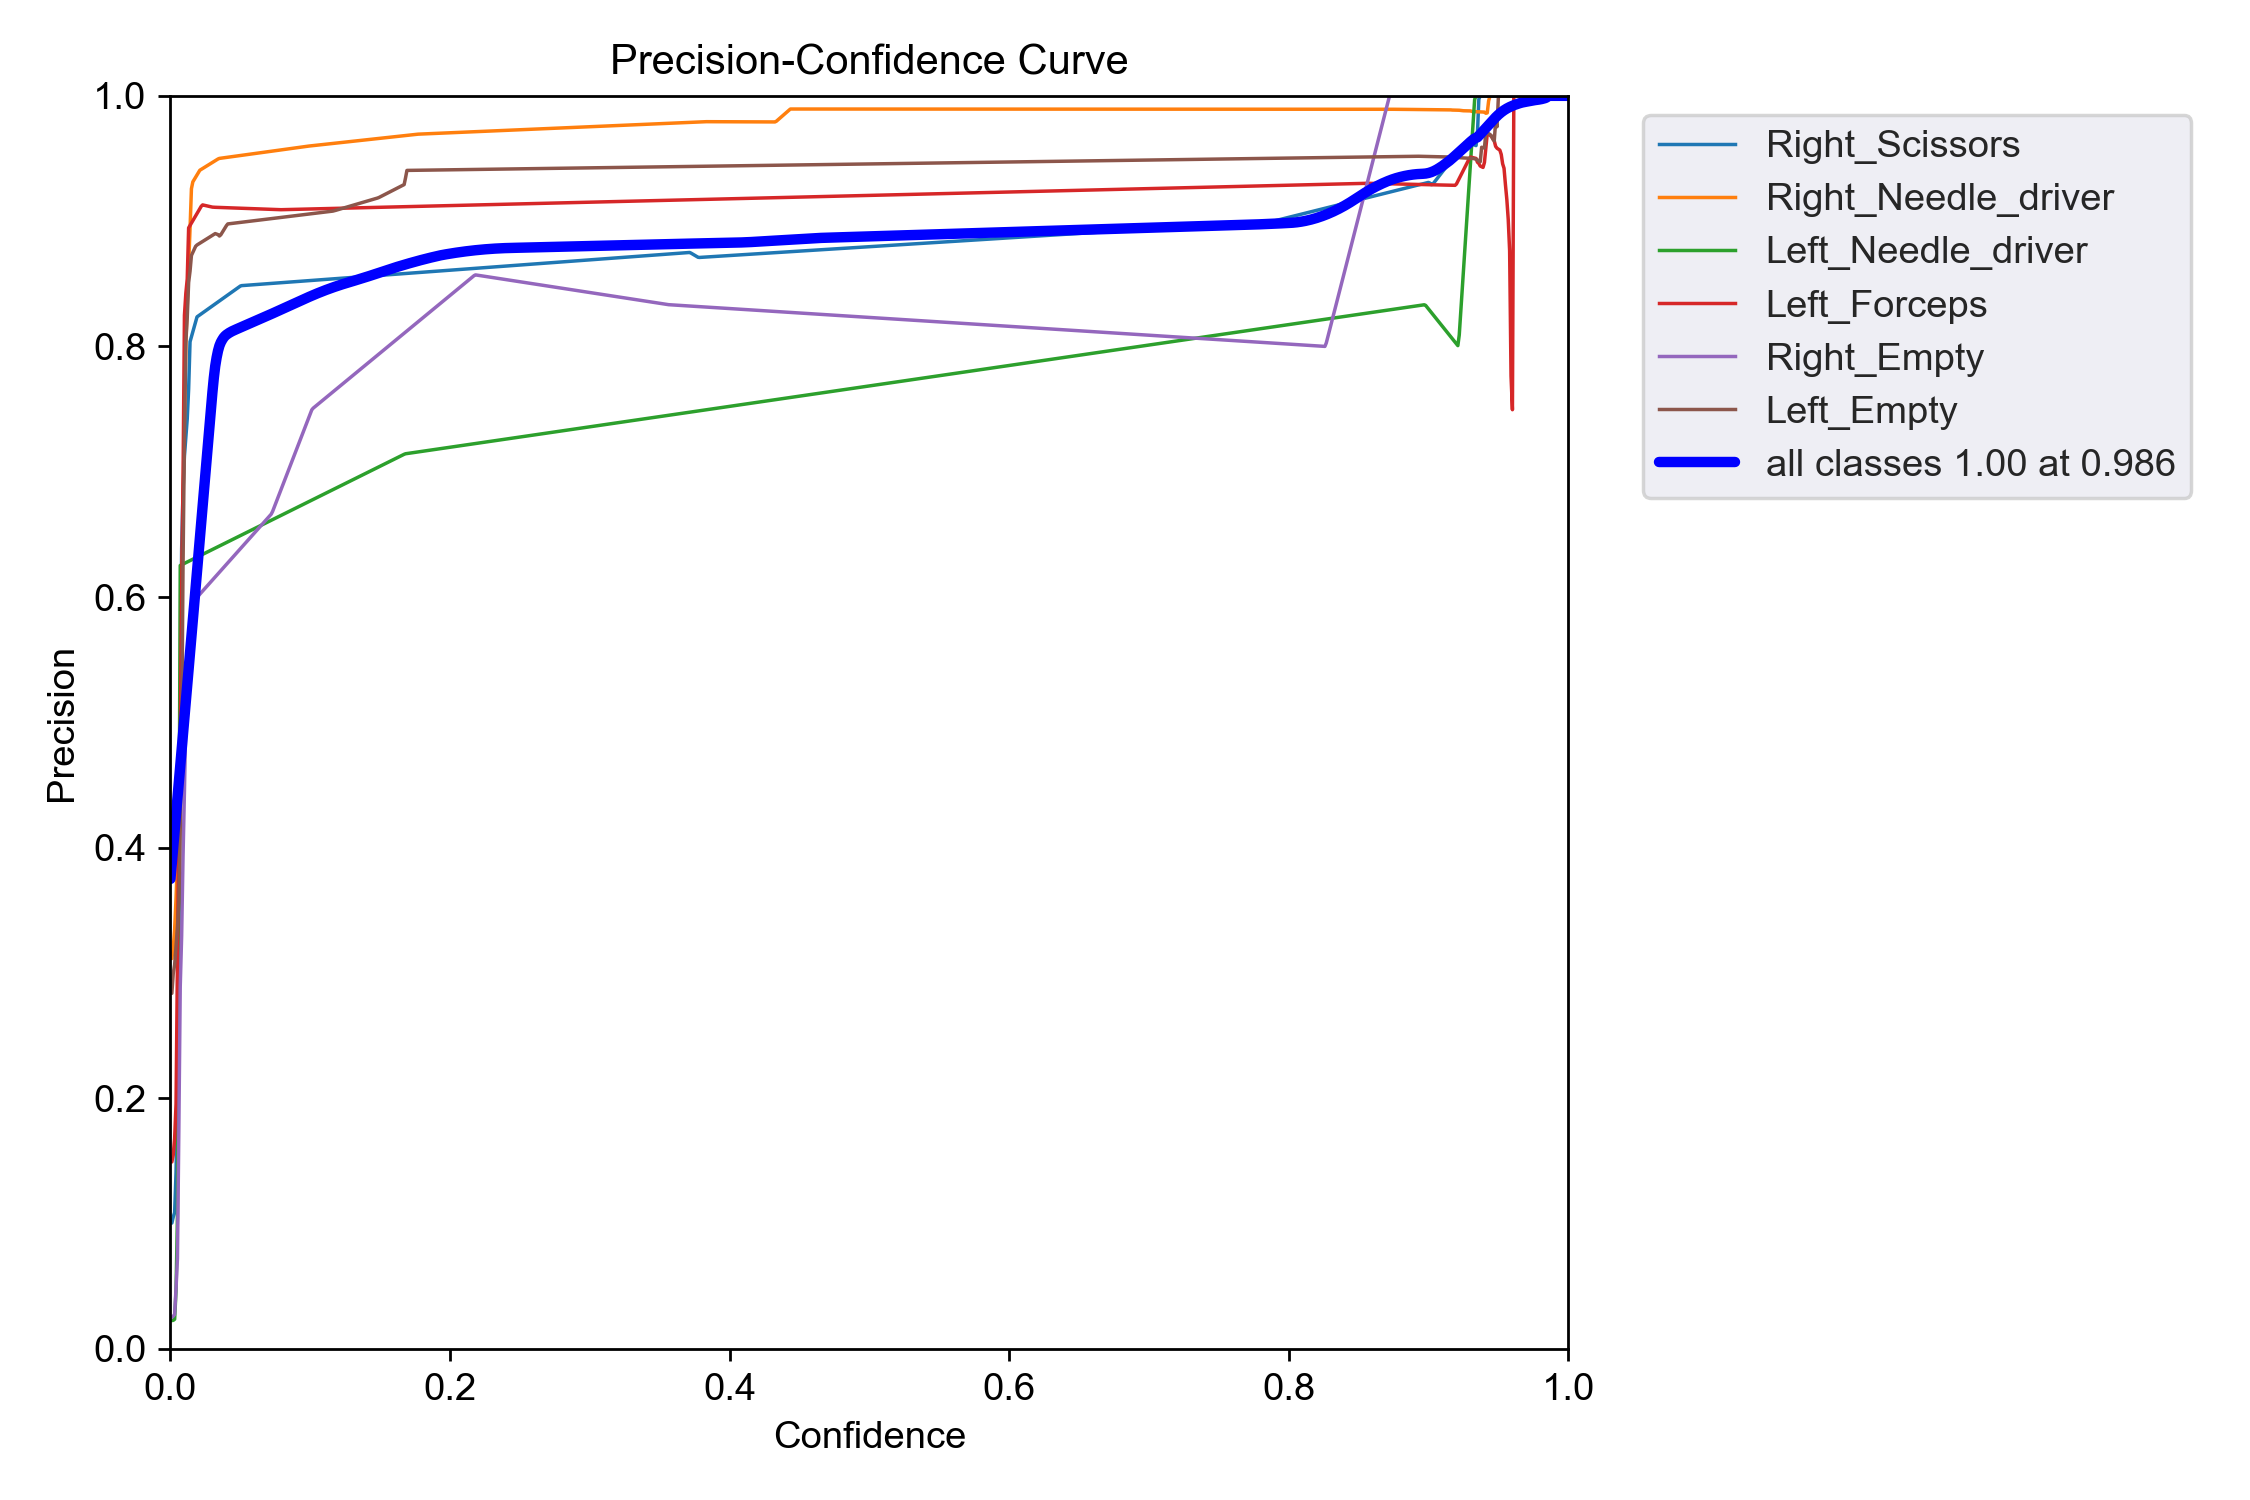 Precision-Confidence Curve
1.0
0.8
0.6
0.4
0.2
0.0
Precision
0.0 0.2 0.4 0.6 0.8 1.0
Confidence
Right_Scissors
Right_Needle_driver
Left_Needle_driver
Left_Forceps
Right_Empty
Left_Empty
all classes 1.00 at 0.986